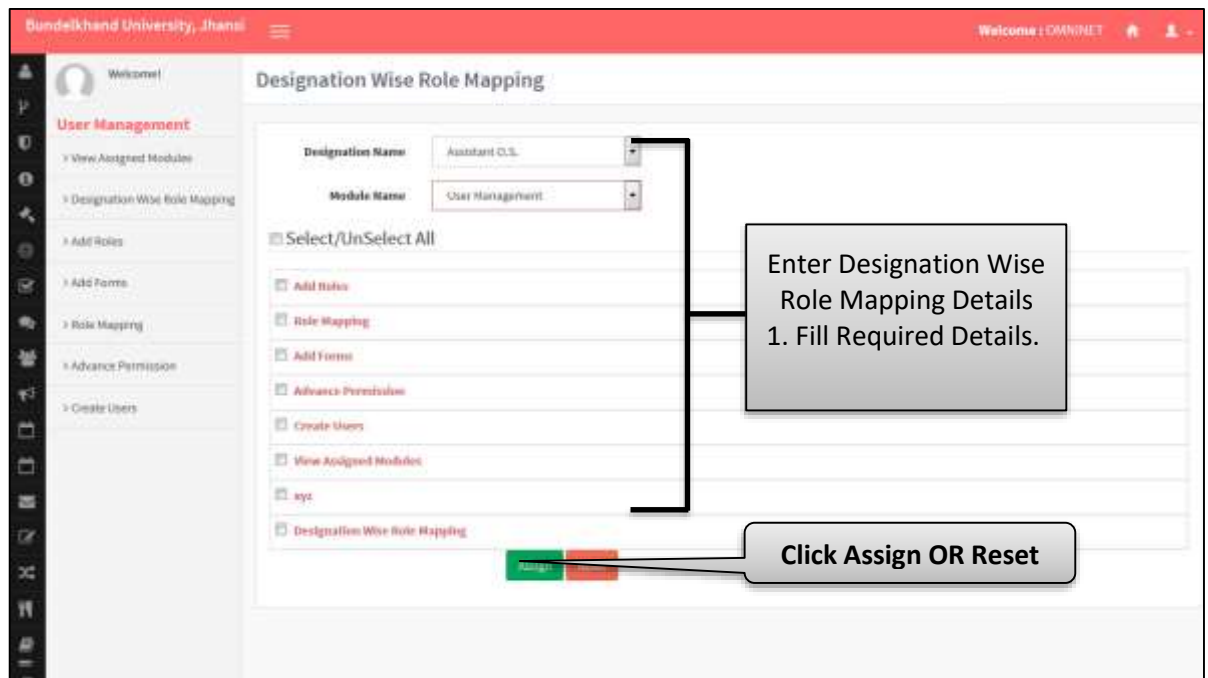 Bundelkhand University, Jhansi
Welcome : OMNINET
Welcome!
User Management
> View Assigned Modules
> Designation Wise Role Mapping
> Add Roles
> Add Forms
> Role Mapping
> Advance Permission
> Create Users
Designation Wise Role Mapping
Designation Name Assistant O.S.
Module Name User Management
Select/UnSelect All
Add Roles
Role Mapping
Add Forms
Advance Permission
Create Users
View Assigned Modules
xyz
Designation Wise Role Mapping
Assign
Enter Designation Wise
Role Mapping Details
1. Fill Required Details.
Click Assign OR Reset